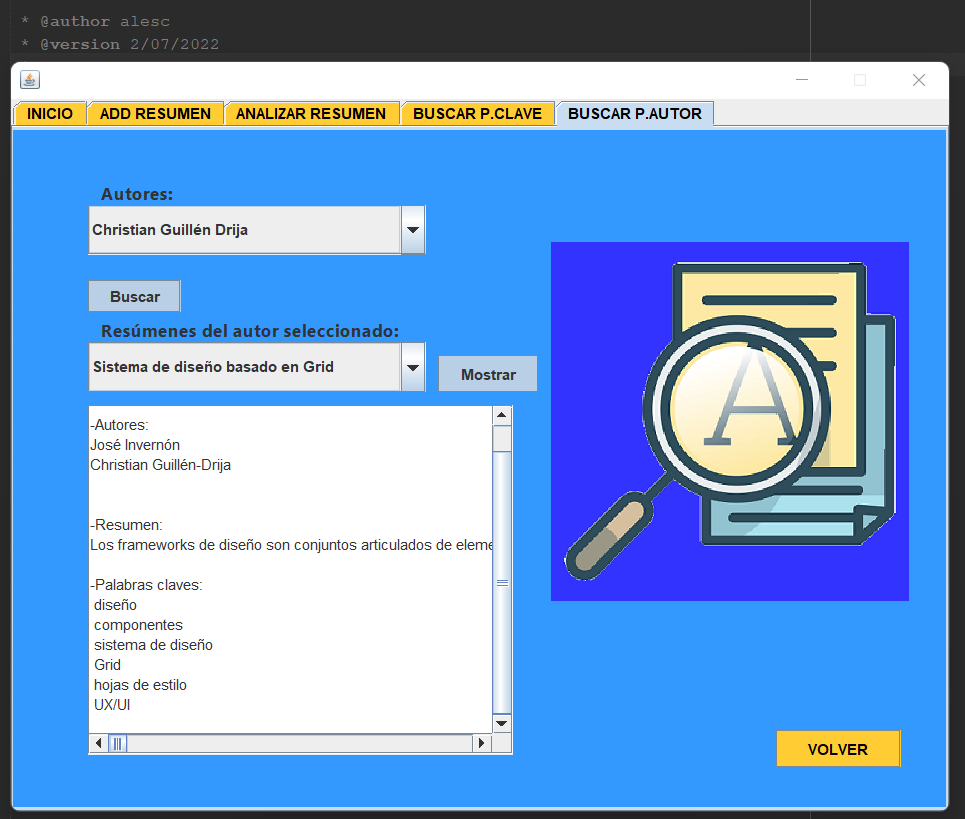 * @author alesc
* @version 2/07/2022
INICIO
ADD RESUMEN
ANALIZAR RESUMEN
BUSCAR P.CLAVE
BUSCAR P.AUTOR
Autores:
Christian Guillén Drija
Buscar
Resúmenes del autor seleccionado:
Sistema de diseño basado en Grid
Mostrar
-Autores:
José Invernón
Christian Guillén-Drija
-Resumen:
Los frameworks de diseño son conjuntos articulados de eleme
-Palabras claves:
diseño
componentes
sistema de diseño
Grid
hojas de estilo
UX/UI
A
VOLVER